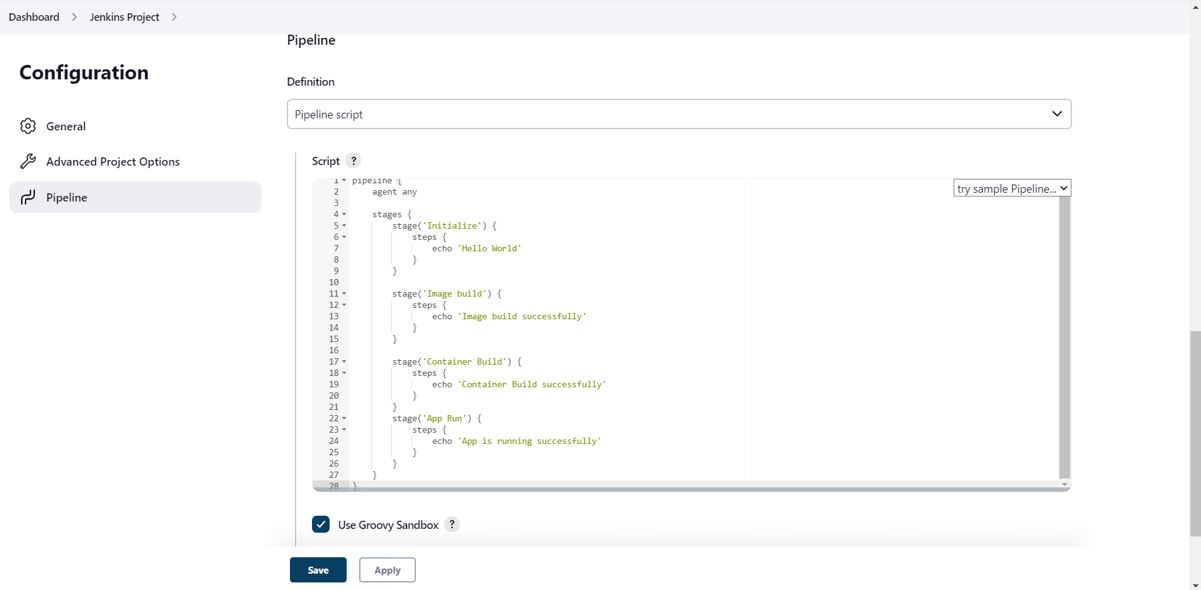 Dashboard > Jenkins Project >
Configuration
General
Advanced Project Options
Pipeline
Pipeline
Definition
Pipeline script
Script ?
try sample Pipeline...
1 pipeline {
2     agent any
3
4     stages {
5         stage('Initialize') {
6             steps {
7                 echo 'Hello World'
8             }
9         }
10
11         stage('Image build') {
12             steps {
13                 echo 'Image build successfully'
14             }
15         }
16
17         stage('Container Build') {
18             steps {
19                 echo 'Container Build successfully'
20             }
21         }
22         stage('App Run') {
23             steps {
24                 echo 'App is running successfully'
25             }
26         }
27     }
28 }
Use Groovy Sandbox ?
Save
Apply